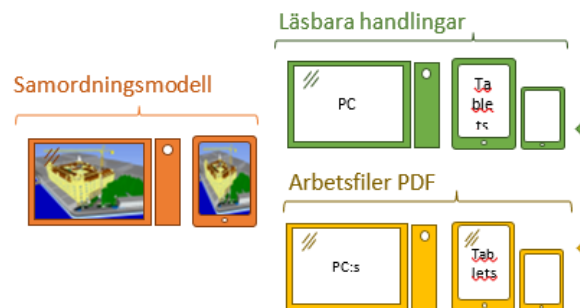 Läsbara handlingar
Samordningsmodell
PC
Ta
ble
ts
Arbetsfiler PDF
PC:s
Tab
lets